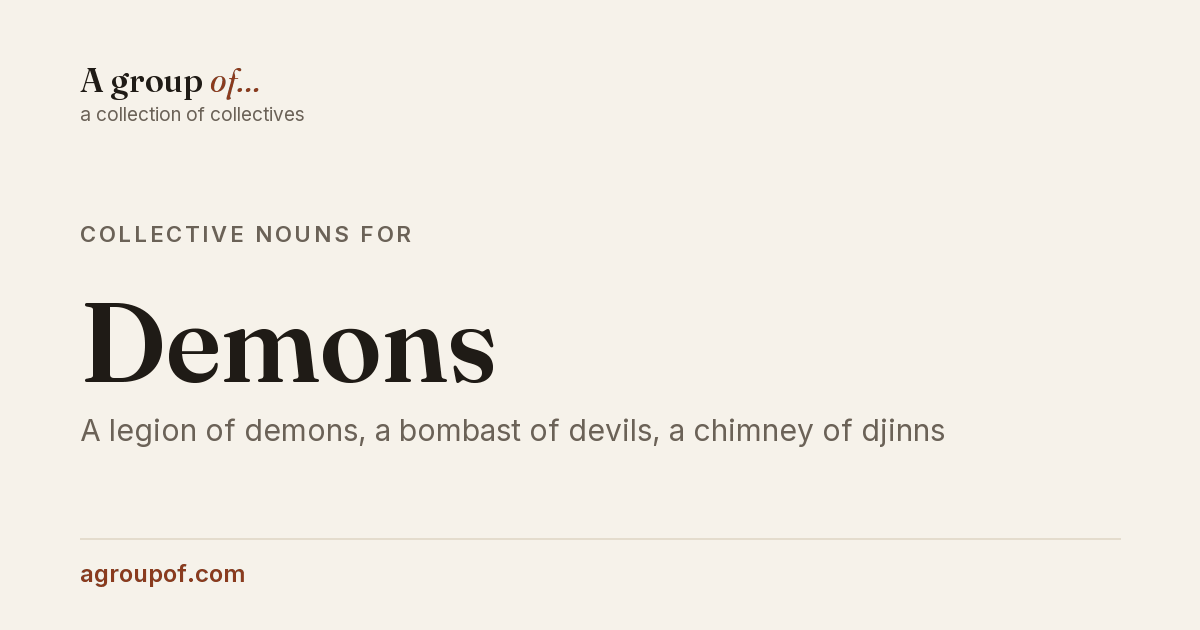 A group of...
a collection of collectives
COLLECTIVE NOUNS FOR
Demons
A legion of demons, a bombast of devils, a chimney of djinns
agroupof.com